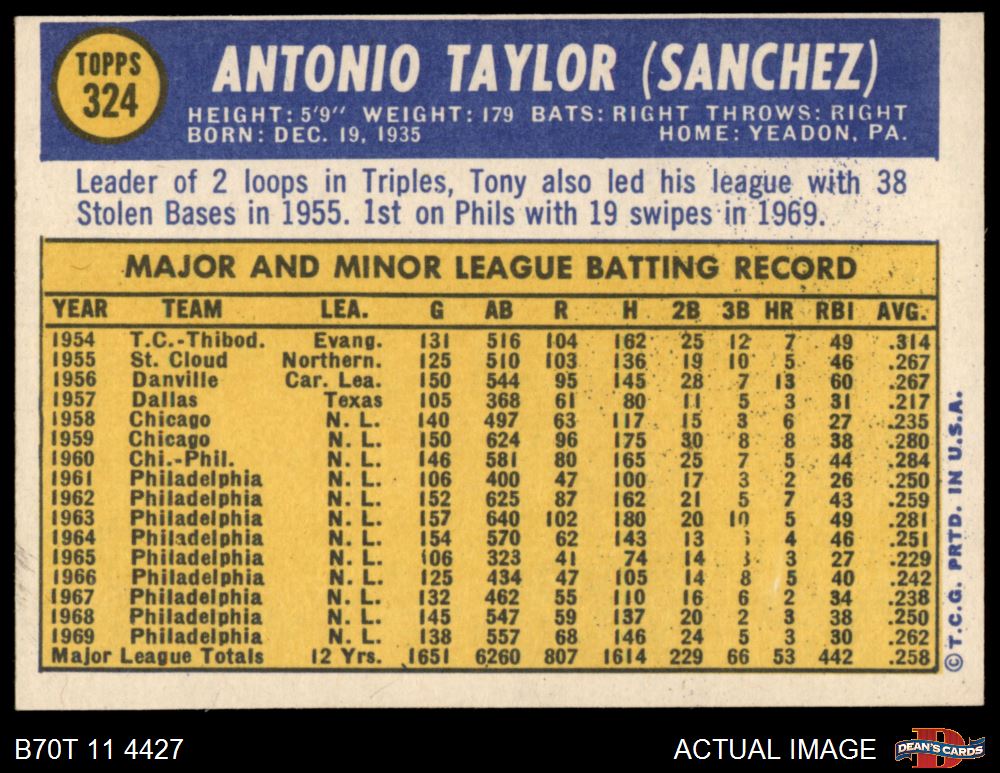 TOPPS
324
ANTONIO TAYLOR (SANCHEZ)
HEIGHT: 5'9" WEIGHT: 179 BATS: RIGHT THROWS: RIGHT
BORN: DEC. 19, 1935 HOME: YEADON, PA.
Leader of 2 loops in Triples, Tony also led his league with 38
Stolen Bases in 1955. 1st on Phils with 19 swipes in 1969.
MAJOR AND MINOR LEAGUE BATTING RECORD
YEAR TEAM LEA. G AB R H 2B 3B HR RBI AVG.
1954 T.C.-Thibod. Evang. 131 516 104 162 25 12 7 49 .314
1955 St. Cloud Northern. 125 510 103 136 19 10 5 46 .267
1956 Danville Car. Lea. 150 544 95 145 28 7 13 60 .267
1957 Dallas Texas 105 368 61 80 11 5 3 31 .217
1958 Chicago N. L. 140 497 63 117 15 3 6 27 .235
1959 Chicago N. L. 150 624 96 175 30 8 8 38 .280
1960 Chi.-Phil. N. L. 146 581 80 165 25 7 5 44 .284
1961 Philadelphia N. L. 106 400 47 100 17 3 2 26 .250
1962 Philadelphia N. L. 152 625 87 162 21 5 7 43 .259
1963 Philadelphia N. L. 157 640 102 180 20 10 5 49 .281
1964 Philadelphia N. L. 154 570 62 143 13 4 46 .251
1965 Philadelphia N. L. 106 323 41 74 14 3 27 .229
1966 Philadelphia N. L. 125 434 47 105 14 8 5 40 .242
1967 Philadelphia N. L. 132 462 55 110 16 6 2 34 .238
1968 Philadelphia N. L. 145 547 59 137 20 2 3 38 .250
1969 Philadelphia N. L. 138 557 68 146 24 5 3 30 .262
Major League Totals 12 Yrs. 1651 6260 807 1614 229 66 53 442 .258
© T.C.G. PRTD. IN U.S.A.
B70T 11 4427
ACTUAL IMAGE
DEAN'S CARDS